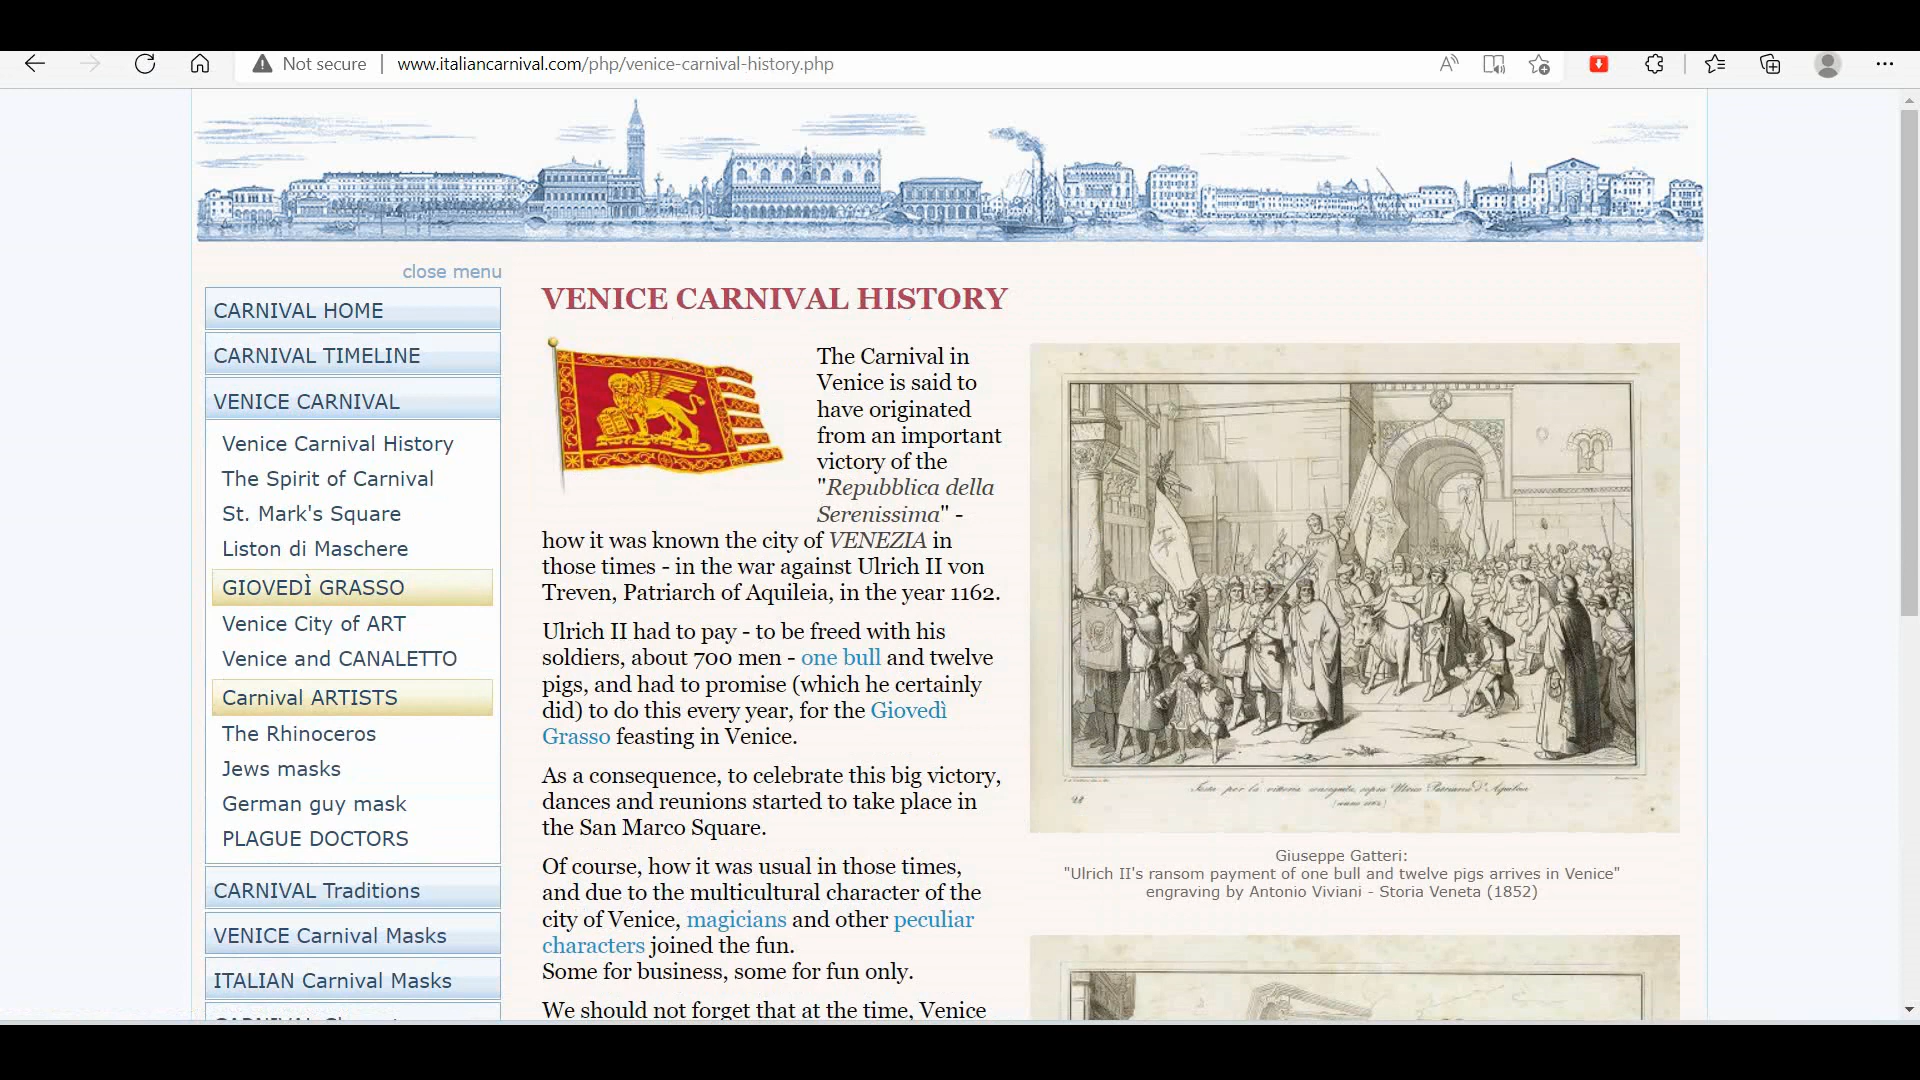 Not secure
www.italiancarnival.com/php/venice-carnival-history.php
close menu
CARNIVAL HOME
CARNIVAL TIMELINE
VENICE CARNIVAL
Venice Carnival History
The Spirit of Carnival
St. Mark's Square
Liston di Maschere
GIOVEDÌ GRASSO
Venice City of ART
Venice and CANALETTO
Carnival ARTISTS
The Rhinoceros
Jews masks
German guy mask
PLAGUE DOCTORS
CARNIVAL Traditions
VENICE Carnival Masks
ITALIAN Carnival Masks
VENICE CARNIVAL HISTORY
The Carnival in
Venice is said to
have originated
from an important
victory of the
"Repubblica della
Serenissima" -
how it was known the city of VENEZIA in
those times - in the war against Ulrich II von
Treven, Patriarch of Aquileia, in the year 1162.
Ulrich II had to pay - to be freed with his
soldiers, about 700 men - one bull and twelve
pigs, and had to promise (which he certainly
did) to do this every year, for the Giovedì
Grasso feasting in Venice.
As a consequence, to celebrate this big victory,
dances and reunions started to take place in
the San Marco Square.
Of course, how it was usual in those times,
and due to the multicultural character of the
city of Venice, magicians and other peculiar
characters joined the fun.
Some for business, some for fun only.
We should not forget that at the time, Venice
Giuseppe Gatteri:
"Ulrich II's ransom payment of one bull and twelve pigs arrives in Venice"
engraving by Antonio Viviani - Storia Veneta (1852)